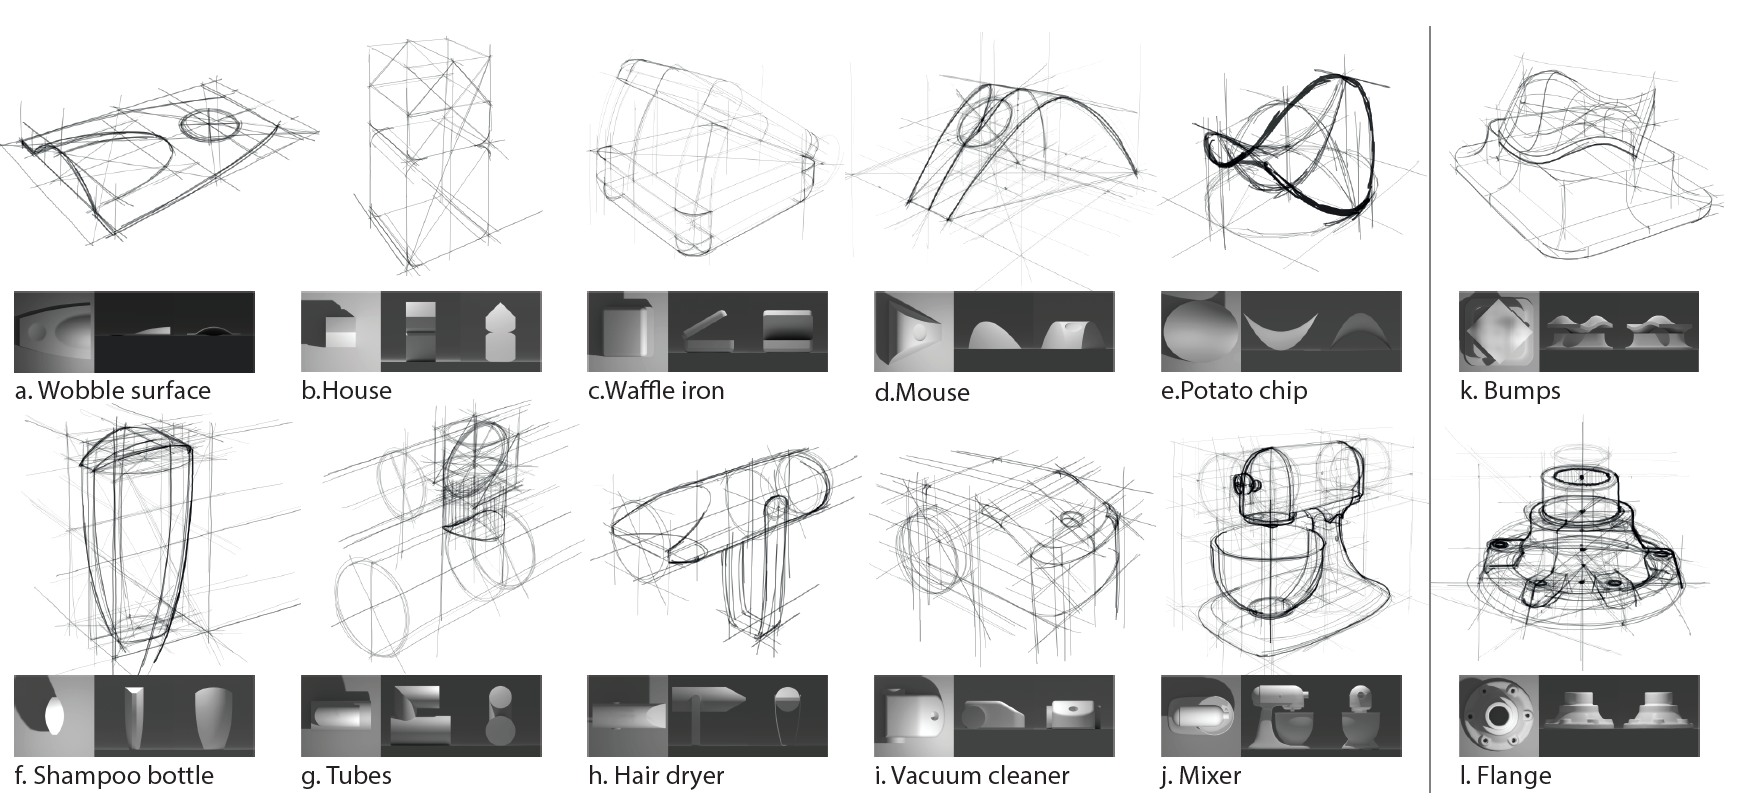 a. Wobble surface
b.House
c.Waffle iron
d.Mouse
e.Potato chip
k. Bumps
f. Shampoo bottle
g. Tubes
h. Hair dryer
i. Vacuum cleaner
j. Mixer
l. Flange